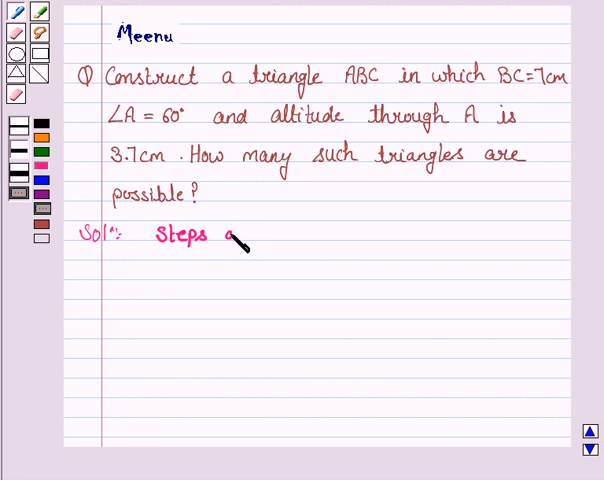 Meenu
Q Construct a triangle ABC in which BC=7cm
∠A = 60° and altitude through A is
3.7cm. How many such triangles are
possible?
Solⁿ: Steps o